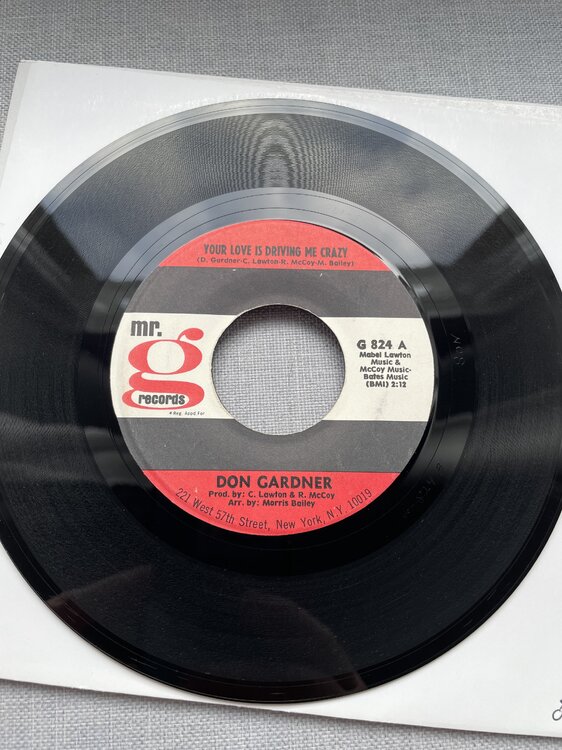 YOUR LOVE IS DRIVING ME CRAZY
(D. Gardner-C. Lawton-R. McCoy-M. Bailey)
mr.
g
records
G 824 A
Mabel Lawton
Music &
McCoy Music-
Bates Music
(BMI) 2:12
DON GARDNER
Prod. by: C. Lawton & R. McCoy
Arr. by: Morris Bailey
221 West 57th Street, New York, N.Y. 10019